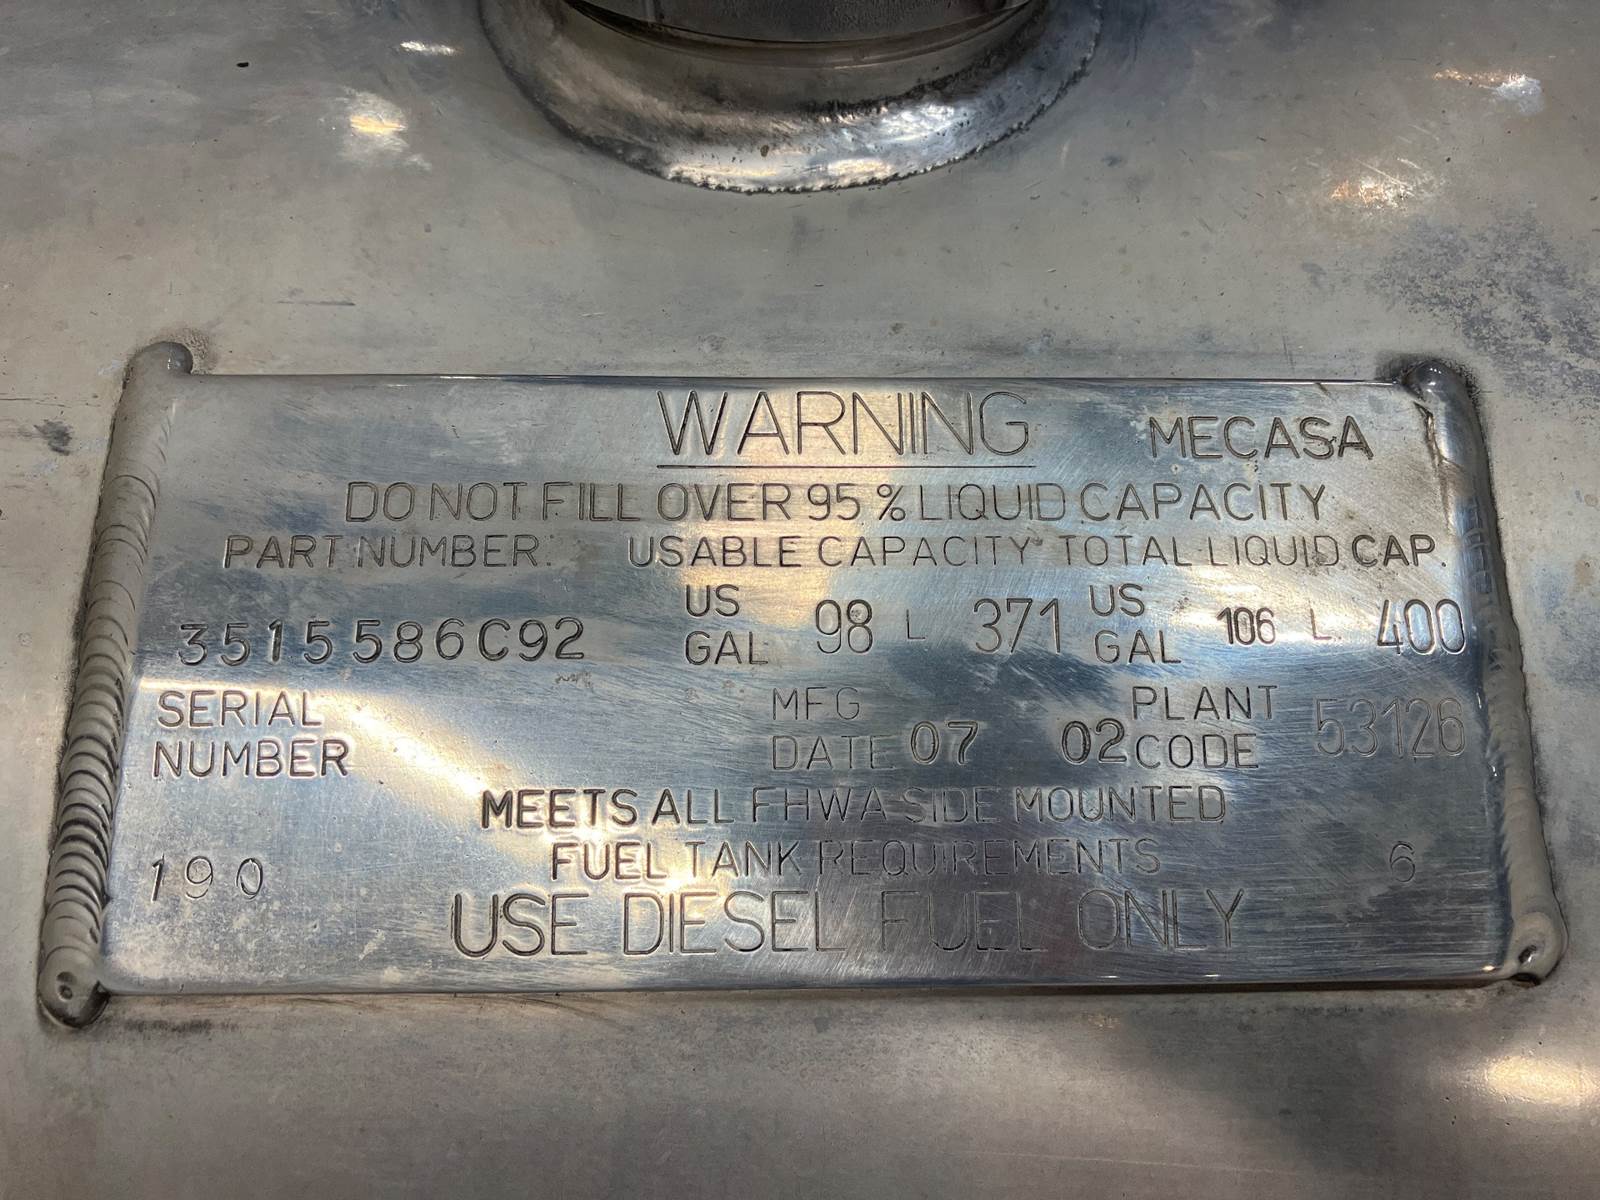 WARNING MECASA
DO NOT FILL OVER 95 % LIQUID CAPACITY
PART NUMBER. USABLE CAPACITY TOTAL LIQUID CAP.
3515586C92 US GAL 98 L 371 US GAL 106 L. 400
SERIAL NUMBER MFG DATE 07 02 PLANT CODE 53126
MEETS ALL FHWA SIDE MOUNTED
190 FUEL TANK REQUIREMENTS 6
USE DIESEL FUEL ONLY